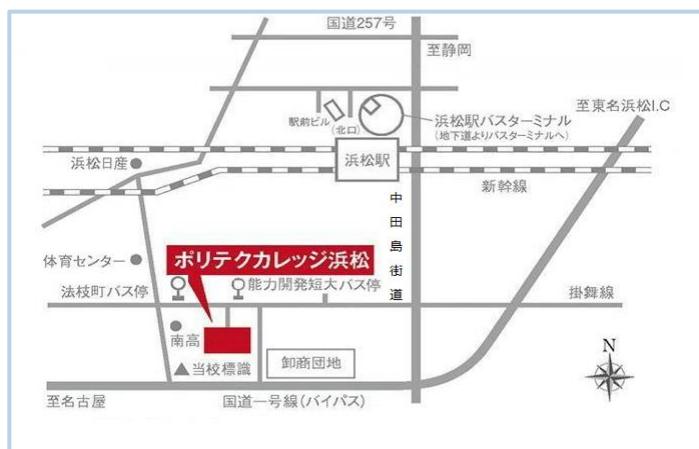 国道257号
至静岡
至東名浜松I.C
駅前ビル
(北口)
浜松駅バスターミナル
(地下道よりバスターミナルへ)
浜松日産
浜松駅
新幹線
中田島街道
体育センター
ポリテクカレッジ浜松
法枝町バス停
能力開発短大バス停
掛舞線
南高
当校標識
卸商団地
N
至名古屋
国道一号線(バイパス)